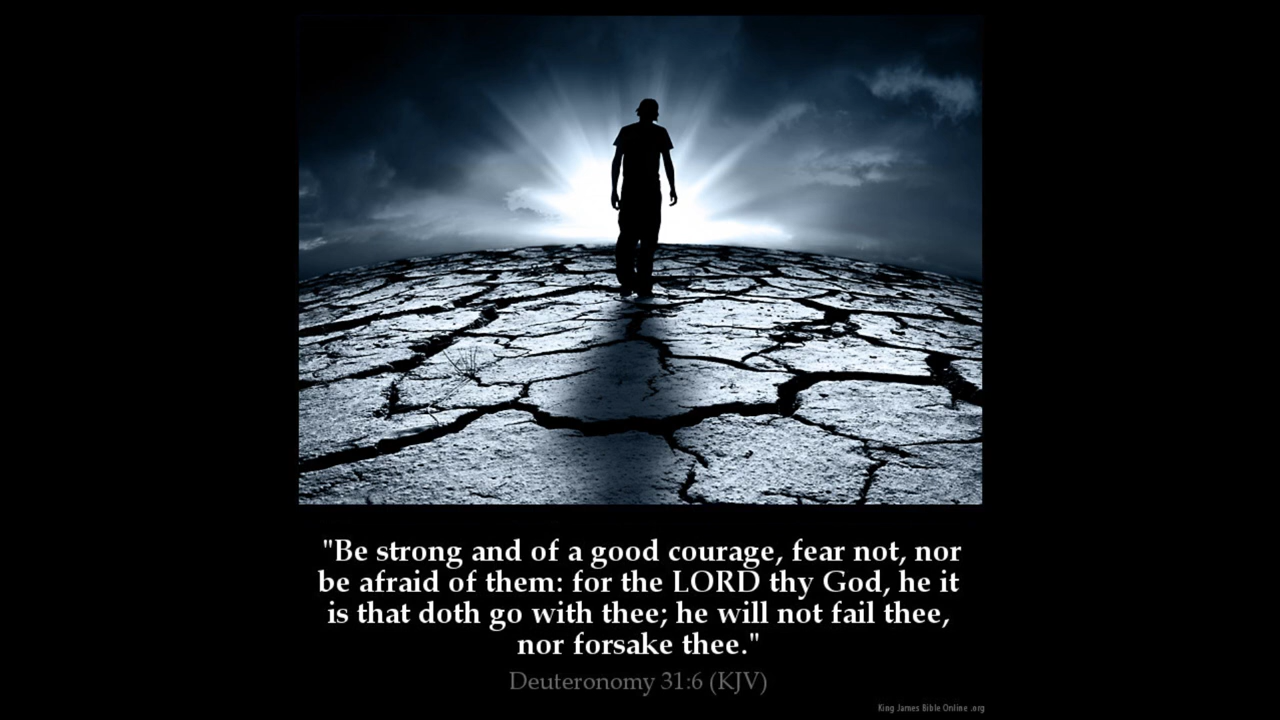 "Be strong and of a good courage, fear not, nor
be afraid of them: for the LORD thy God, he it
is that doth go with thee; he will not fail thee,
nor forsake thee."
Deuteronomy 31:6 (KJV)
King James Bible Online .org